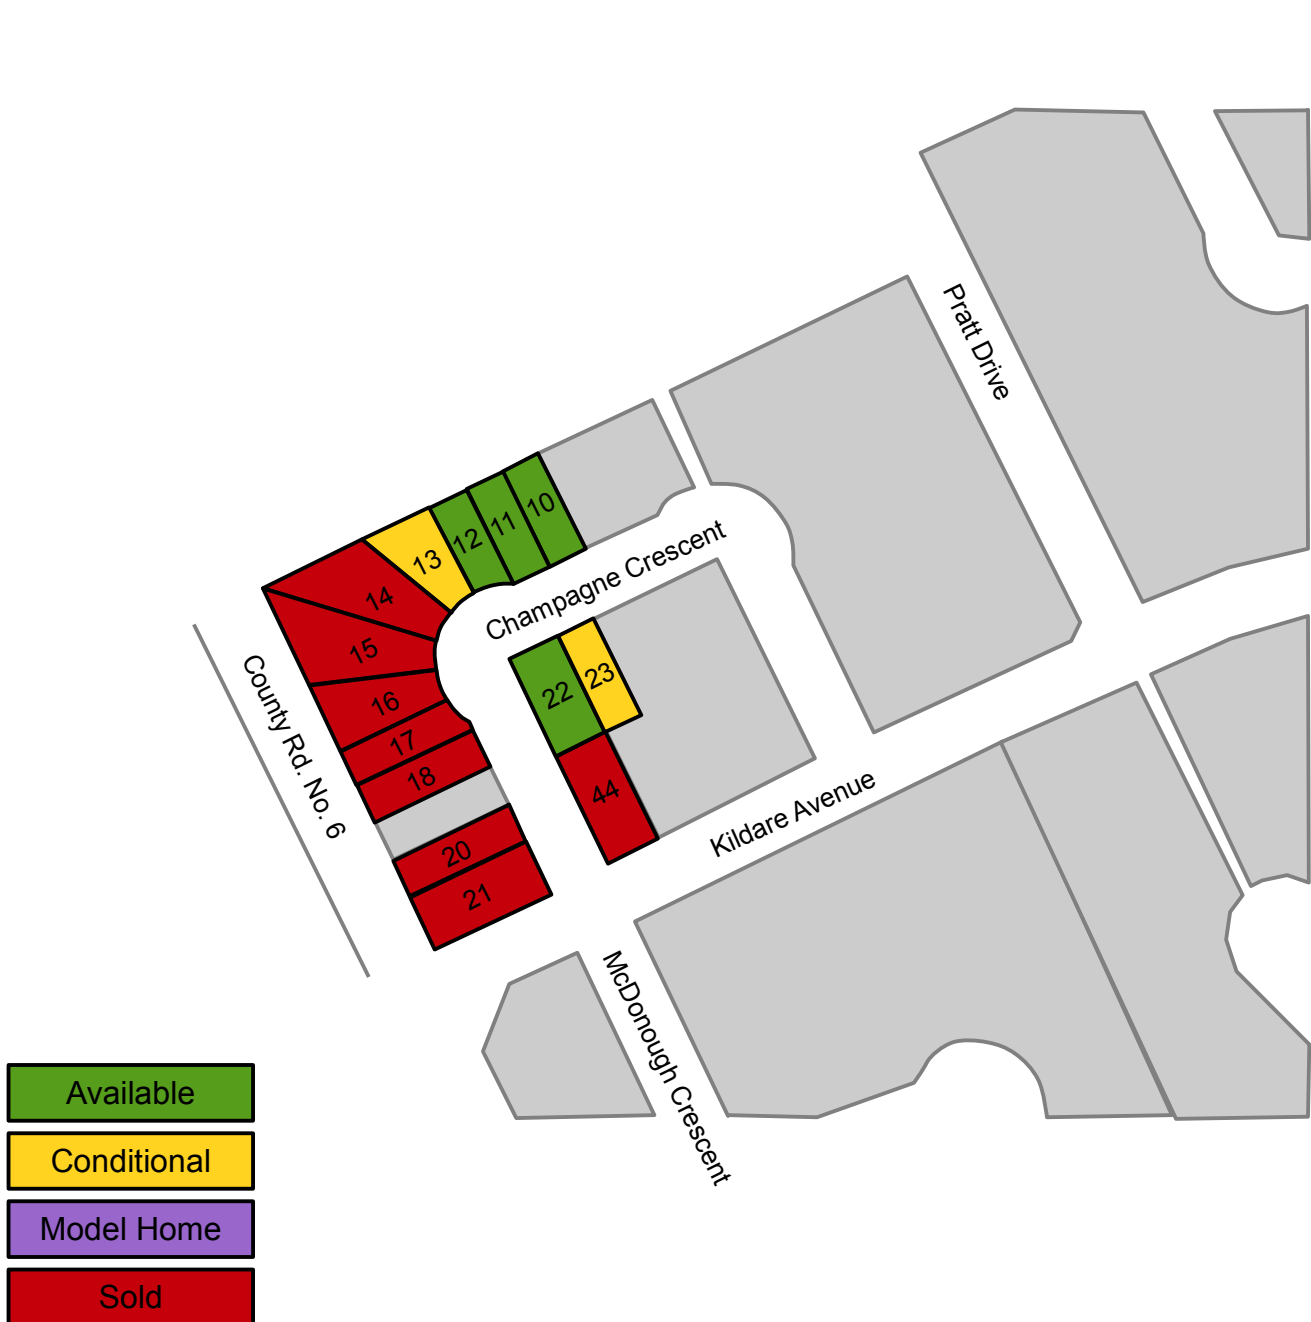 Pratt Drive
10
11
12
13
Champagne Crescent
14
15
22
23
16
County Rd. No. 6
17
18
44
Kildare Avenue
20
21
McDonough Crescent
Available
Conditional
Model Home
Sold